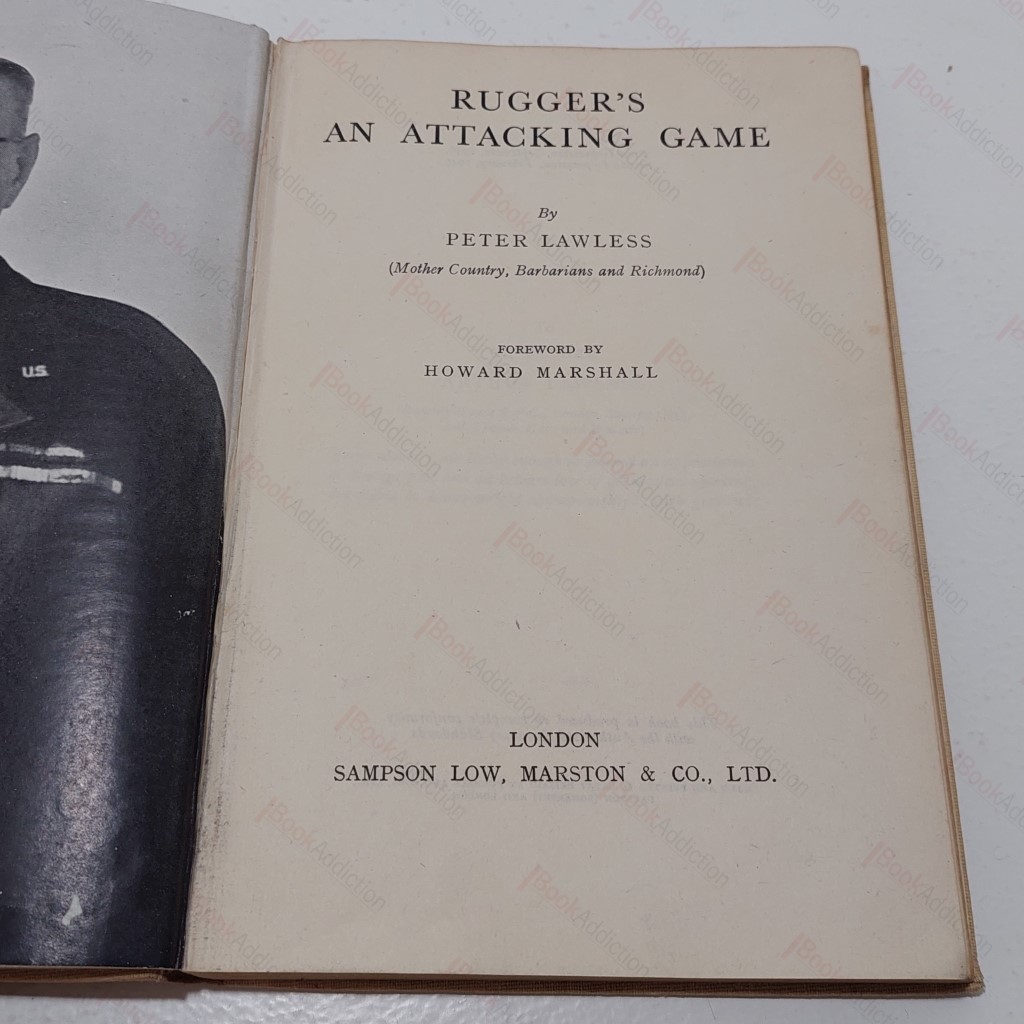 U.S.
RUGGER'S
AN ATTACKING GAME
By
PETER LAWLESS
(Mother Country, Barbarians and Richmond)
FOREWORD BY
HOWARD MARSHALL
LONDON
SAMPSON LOW, MARSTON & CO., LTD.
BookAddiction